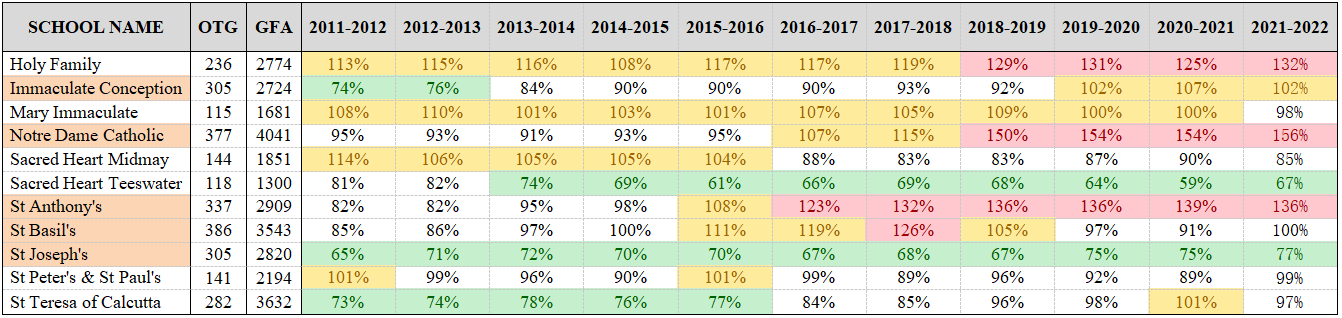 SCHOOL NAME OTG GFA 2011-2012 2012-2013 2013-2014 2014-2015 2015-2016 2016-2017 2017-2018 2018-2019 2019-2020 2020-2021 2021-2022
Holy Family 236 2774 113% 115% 116% 108% 117% 117% 119% 129% 131% 125% 132%
Immaculate Conception 305 2724 74% 76% 84% 90% 90% 90% 93% 92% 102% 107% 102%
Mary Immaculate 115 1681 108% 110% 101% 103% 101% 107% 105% 109% 100% 100% 98%
Notre Dame Catholic 377 4041 95% 93% 91% 93% 95% 107% 115% 150% 154% 154% 156%
Sacred Heart Midmay 144 1851 114% 106% 105% 105% 104% 88% 83% 83% 87% 90% 85%
Sacred Heart Teeswater 118 1300 81% 82% 74% 69% 61% 66% 69% 68% 64% 59% 67%
St Anthony's 337 2909 82% 82% 95% 98% 108% 123% 132% 136% 136% 139% 136%
St Basil's 386 3543 85% 86% 97% 100% 111% 119% 126% 105% 97% 91% 100%
St Joseph's 305 2820 65% 71% 72% 70% 70% 67% 68% 67% 75% 75% 77%
St Peter's & St Paul's 141 2194 101% 99% 96% 90% 101% 99% 89% 96% 92% 89% 99%
St Teresa of Calcutta 282 3632 73% 74% 78% 76% 77% 84% 85% 96% 98% 101% 97%